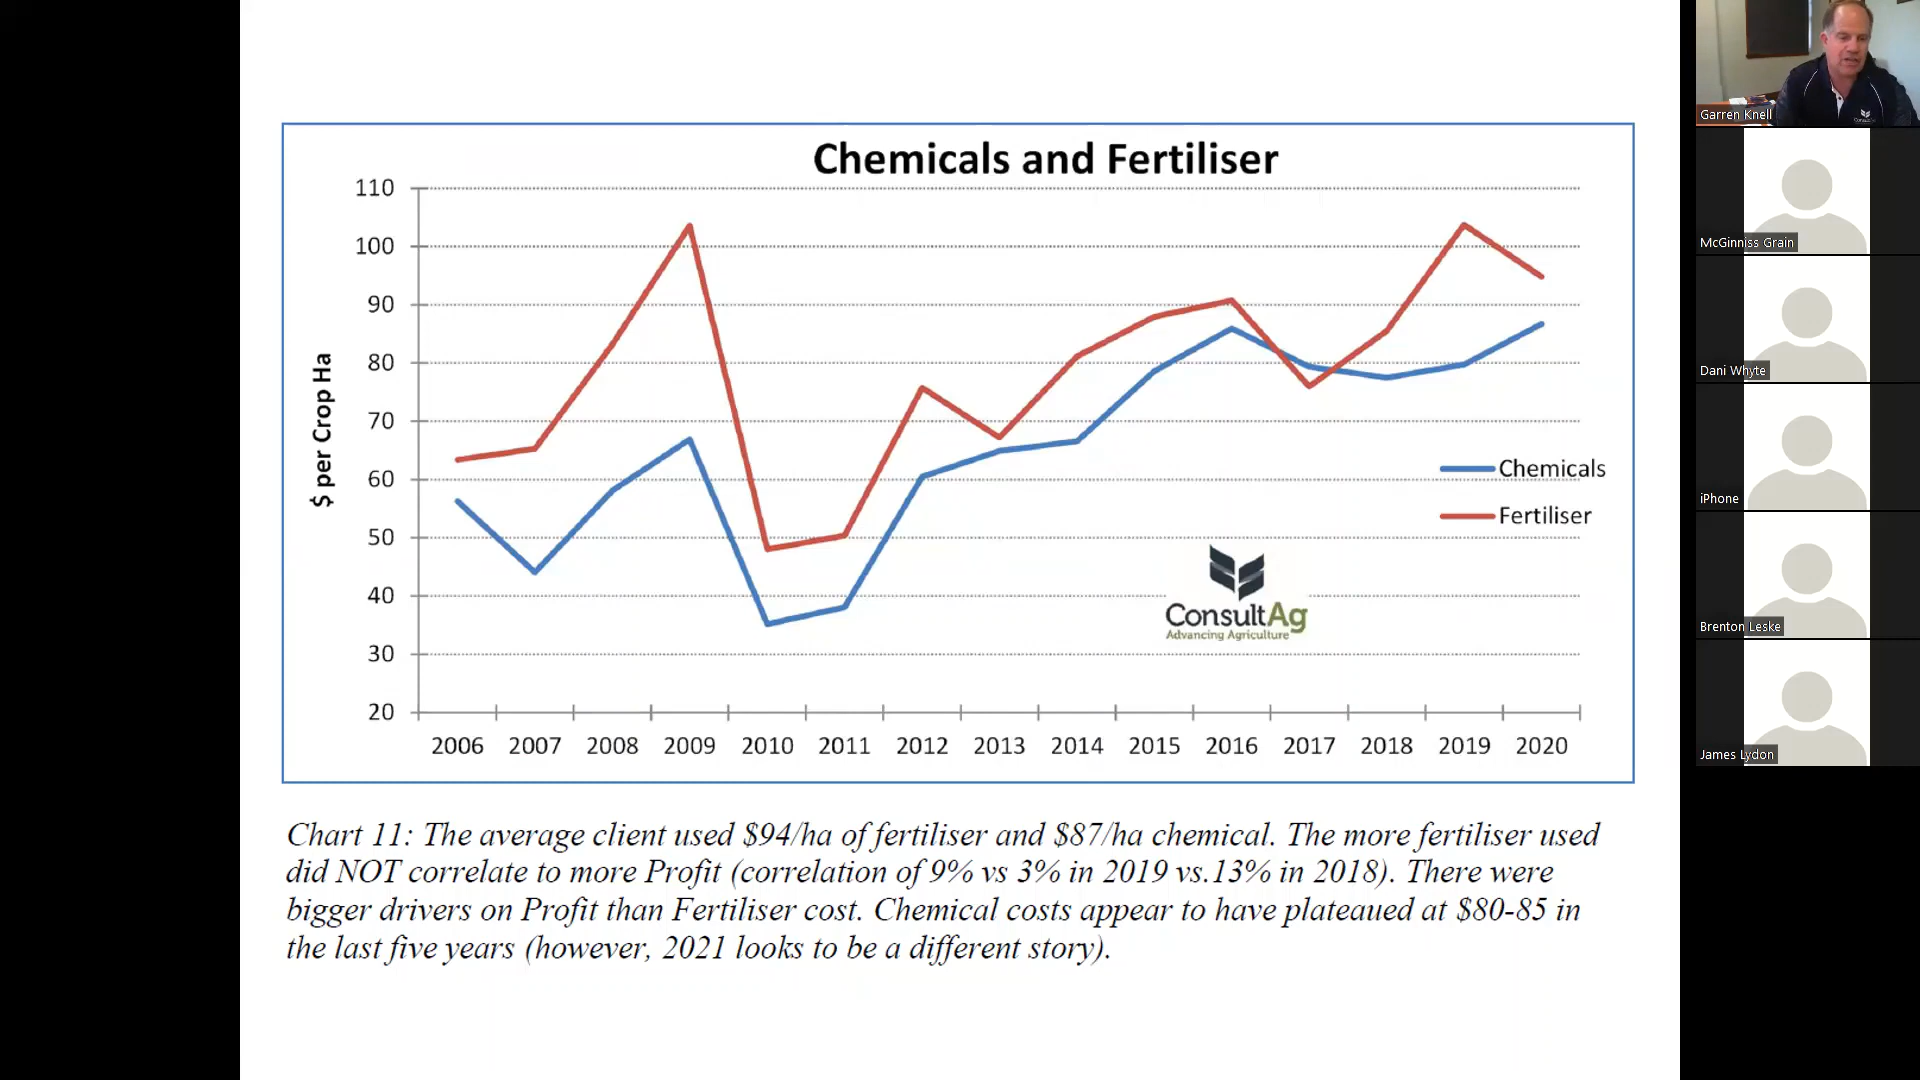 Chemicals and Fertiliser
110
100
90
80
70
60
50
40
30
20
$ per Crop Ha
2006 2007 2008 2009 2010 2011 2012 2013 2014 2015 2016 2017 2018 2019 2020
Chemicals
Fertiliser
ConsultAg
Advancing Agriculture
Chart 11: The average client used $94/ha of fertiliser and $87/ha chemical. The more fertiliser used
did NOT correlate to more Profit (correlation of 9% vs 3% in 2019 vs.13% in 2018). There were
bigger drivers on Profit than Fertiliser cost. Chemical costs appear to have plateaued at $80-85 in
the last five years (however, 2021 looks to be a different story).
Garren Knell
McGinniss Grain
Dani Whyte
iPhone
Brenton Leske
James Lydon